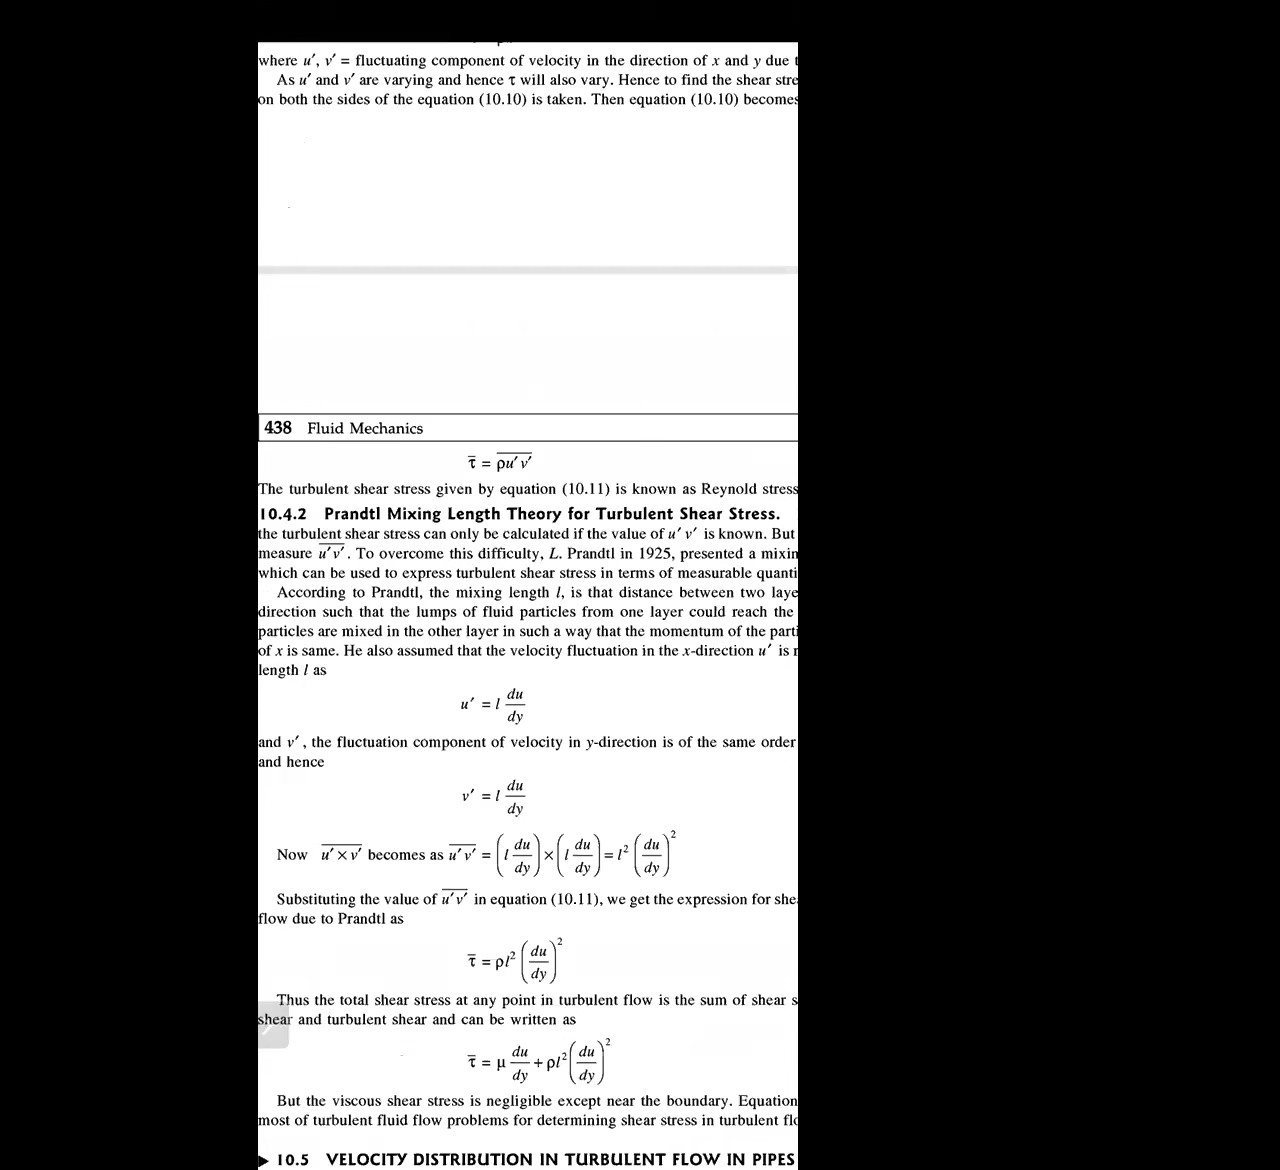 where u′, v′ = fluctuating component of velocity in the direction of x and y due
As u′ and v′ are varying and hence τ will also vary. Hence to find the shear stre
on both the sides of the equation (10.10) is taken. Then equation (10.10) becomes
438 Fluid Mechanics
τ̄ = ρu′v′
The turbulent shear stress given by equation (10.11) is known as Reynold stress
10.4.2 Prandtl Mixing Length Theory for Turbulent Shear Stress.
the turbulent shear stress can only be calculated if the value of u′ v′ is known. But
measure u′v′. To overcome this difficulty, L. Prandtl in 1925, presented a mixin
which can be used to express turbulent shear stress in terms of measurable quanti
According to Prandtl, the mixing length l, is that distance between two laye
direction such that the lumps of fluid particles from one layer could reach the
particles are mixed in the other layer in such a way that the momentum of the parti
of x is same. He also assumed that the velocity fluctuation in the x-direction u′ is
length l as
u′ = l du/dy
and v′, the fluctuation component of velocity in y-direction is of the same order
and hence
v′ = l du/dy
Now u′ × v′ becomes as u′v′ = (l du/dy) × (l du/dy) = l² (du/dy)²
Substituting the value of u′v′ in equation (10.11), we get the expression for she
flow due to Prandtl as
τ̄ = ρl² (du/dy)²
Thus the total shear stress at any point in turbulent flow is the sum of shear s
shear and turbulent shear and can be written as
τ̄ = μ du/dy + ρl² (du/dy)²
But the viscous shear stress is negligible except near the boundary. Equation
most of turbulent fluid flow problems for determining shear stress in turbulent flo
► 10.5 VELOCITY DISTRIBUTION IN TURBULENT FLOW IN PIPES